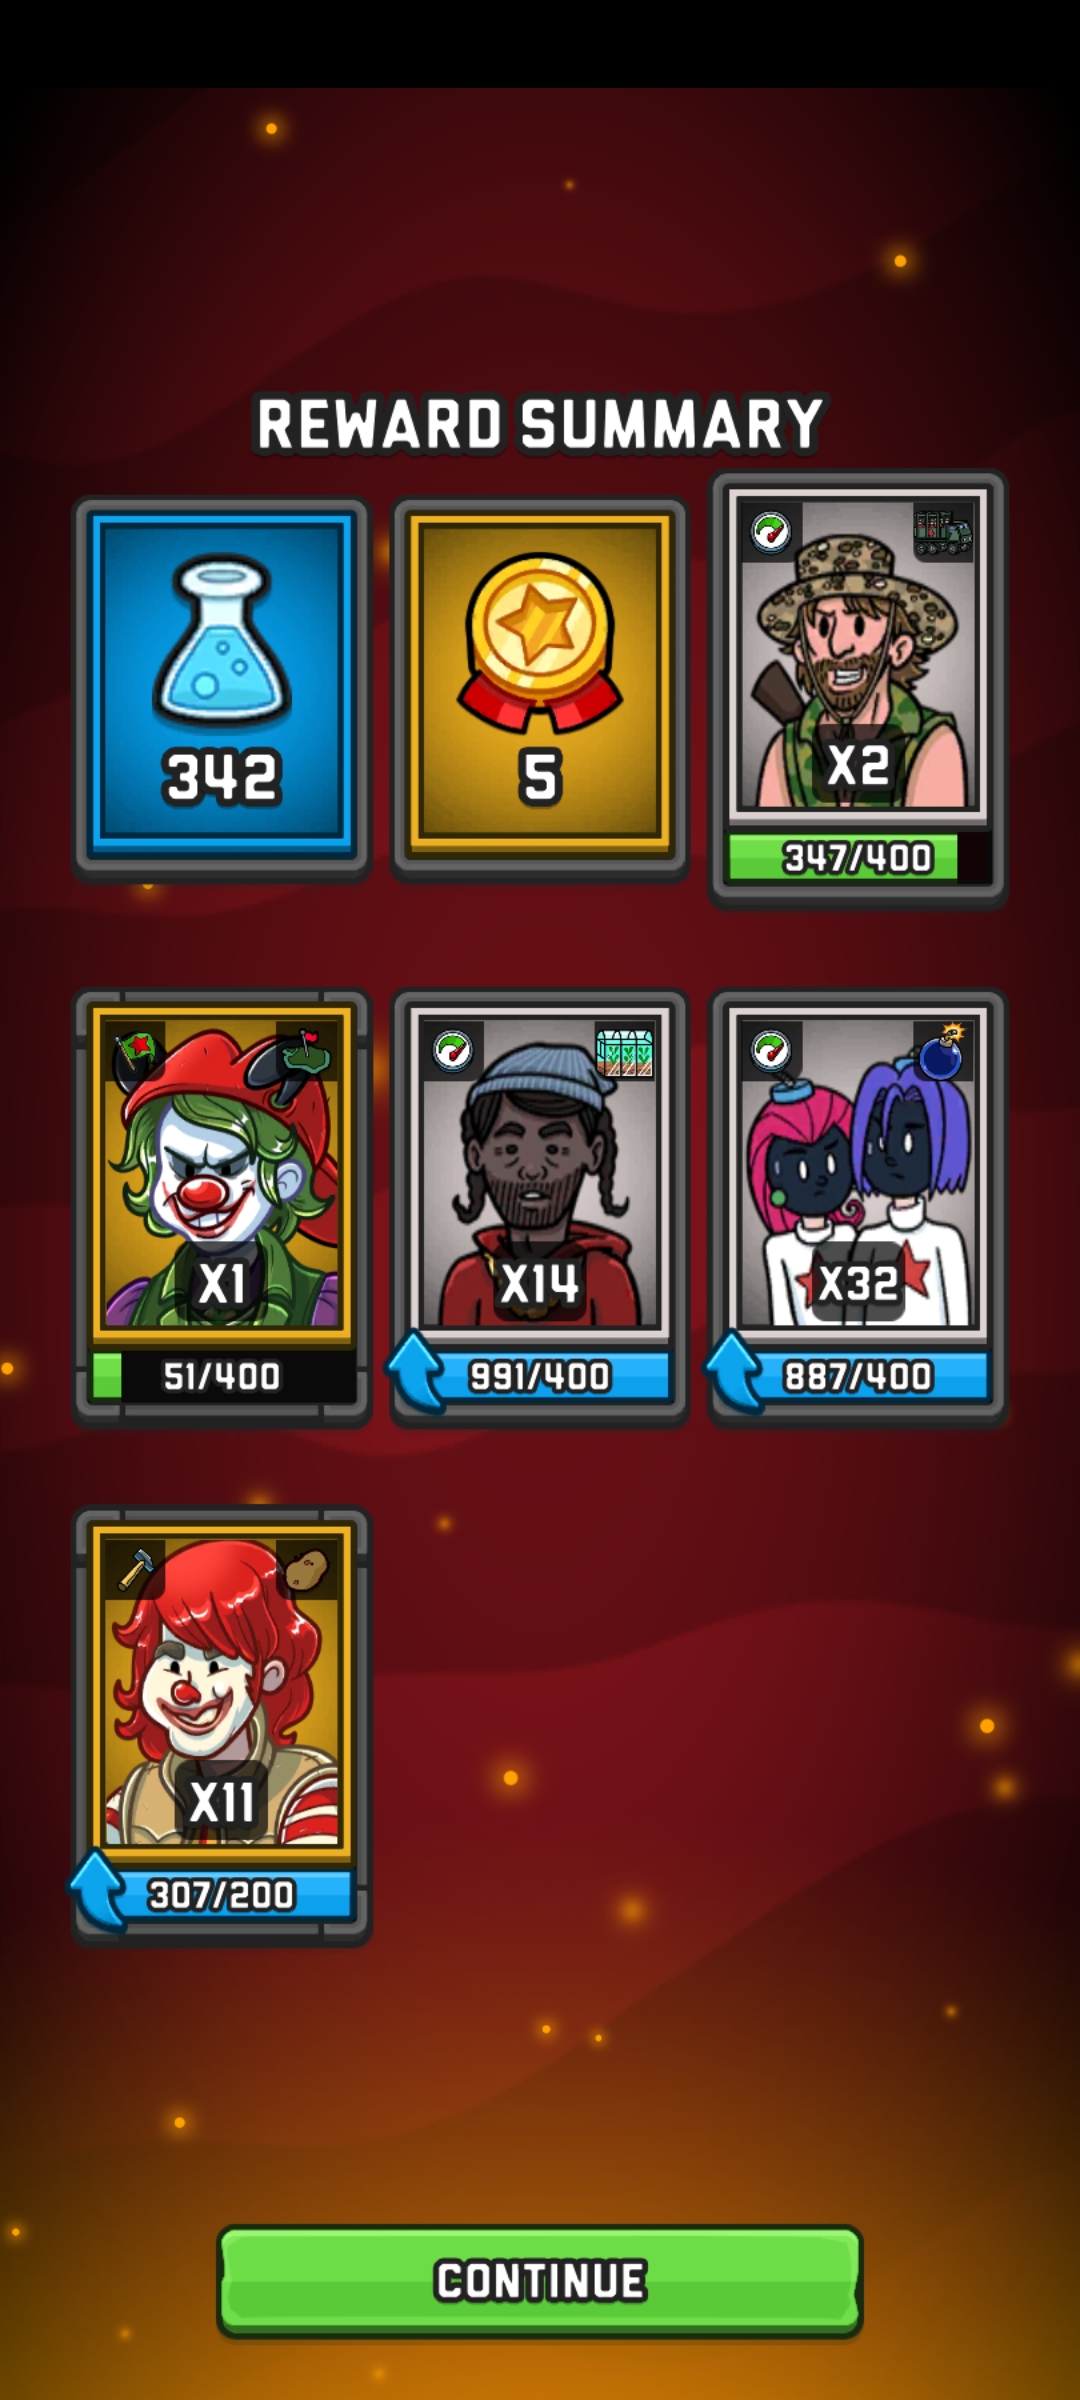 REWARD SUMMARY
342
5
X2
347/400
X1
51/400
X14
991/400
X32
887/400
X11
307/200
CONTINUE